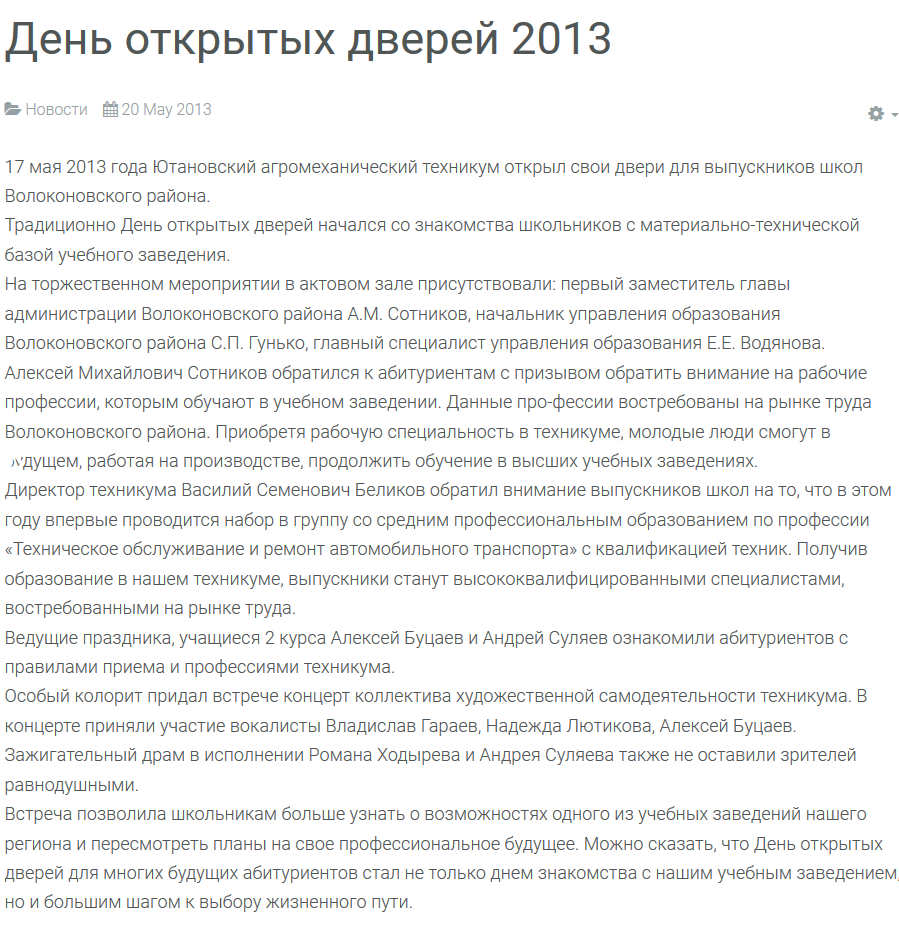 День открытых дверей 2013
Новости 20 May 2013
17 мая 2013 года Ютановский агромеханический техникум открыл свои двери для выпускников школ
Волоконовского района.
Традиционно День открытых дверей начался со знакомства школьников с материально-технической
базой учебного заведения.
На торжественном мероприятии в актовом зале присутствовали: первый заместитель главы
администрации Волоконовского района А.М. Сотников, начальник управления образования
Волоконовского района С.П. Гунько, главный специалист управления образования Е.Е. Водянова.
Алексей Михайлович Сотников обратился к абитуриентам с призывом обратить внимание на рабочие
профессии, которым обучают в учебном заведении. Данные про-фессии востребованы на рынке труда
Волоконовского района. Приобретя рабочую специальность в техникуме, молодые люди смогут в
работая на производстве, продолжить обучение в высших учебных заведениях.
Директор техникума Василий Семенович Беликов обратил внимание выпускников школ на то, что в этом
году впервые проводится набор в группу со средним профессиональным образованием по профессии
«Техническое обслуживание и ремонт автомобильного транспорта» с квалификацией техник. Получив
образование в нашем техникуме, выпускники станут высококвалифицированными специалистами,
востребованными на рынке труда.
Ведущие праздника, учащиеся 2 курса Алексей Буцаев и Андрей Суляев ознакомили абитуриентов с
правилами приема и профессиями техникума.
Особый колорит придал встрече концерт коллектива художественной самодеятельности техникума. В
концерте приняли участие вокалисты Владислав Гараев, Надежда Лютикова, Алексей Буцаев.
Зажигательный драм в исполнении Романа Ходырева и Андрея Суляева также не оставили зрителей
равнодушными.
Встреча позволила школьникам больше узнать о возможностях одного из учебных заведений нашего
региона и пересмотреть планы на свое профессиональное будущее. Можно сказать, что День открытых
дверей для многих будущих абитуриентов стал не только днем знакомства с нашим учебным заведением,
но и большим шагом к выбору жизненного пути.